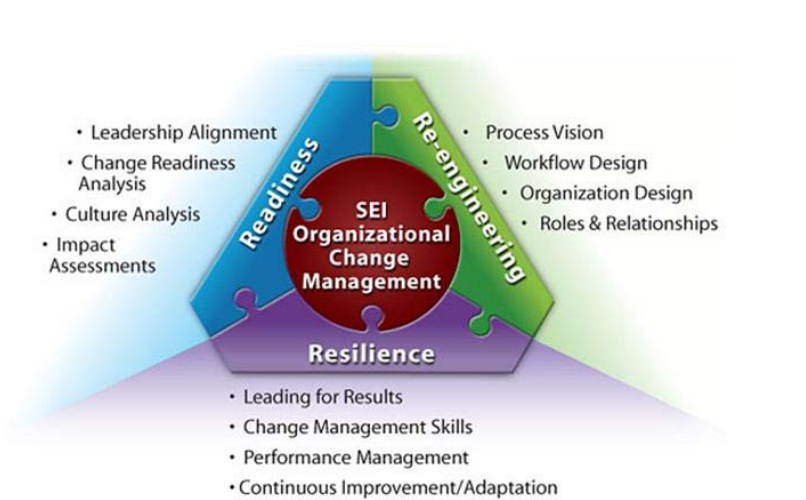 • Leadership Alignment
• Change Readiness
Analysis
• Culture Analysis
• Impact
Assessments
Readiness
SEI
Organizational
Change
Management
Re-engineering
• Process Vision
• Workflow Design
• Organization Design
• Roles & Relationships
Resilience
• Leading for Results
• Change Management Skills
• Performance Management
• Continuous Improvement/Adaptation